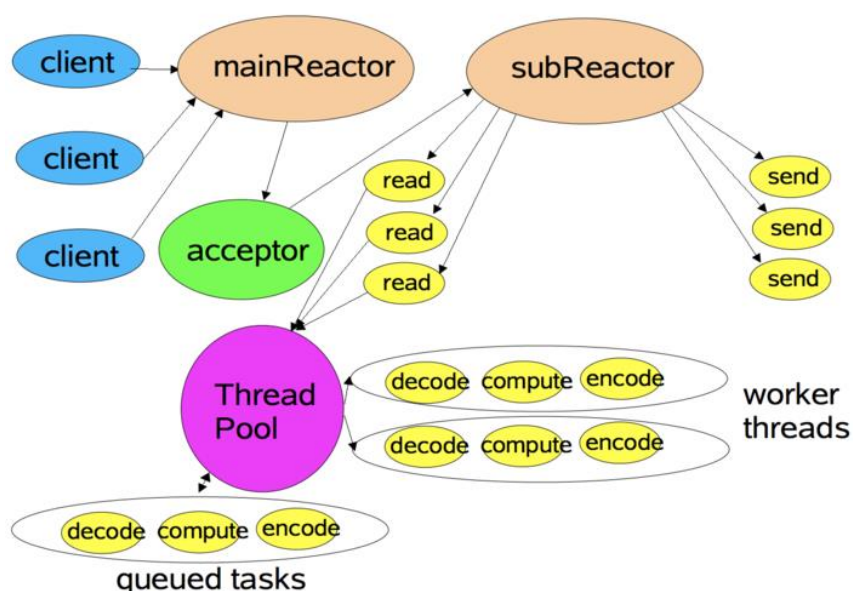 client
mainReactor
subReactor
client
read
send
acceptor
read
send
client
read
send
Thread
Pool
decode compute encode
worker
threads
decode compute encode
decode compute encode
queued tasks